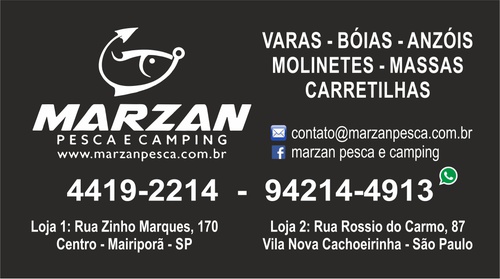 MARZAN
PESCA E CAMPING
www.marzanpesca.com.br
VARAS - BÓIAS - ANZÓIS
MOLINETES - MASSAS
CARRETILHAS
contato@marzanpesca.com.br
marzan pesca e camping
4419-2214 - 94214-4913
Loja 1: Rua Zinho Marques, 170
Centro - Mairiporã - SP
Loja 2: Rua Rossio do Carmo, 87
Vila Nova Cachoeirinha - São Paulo